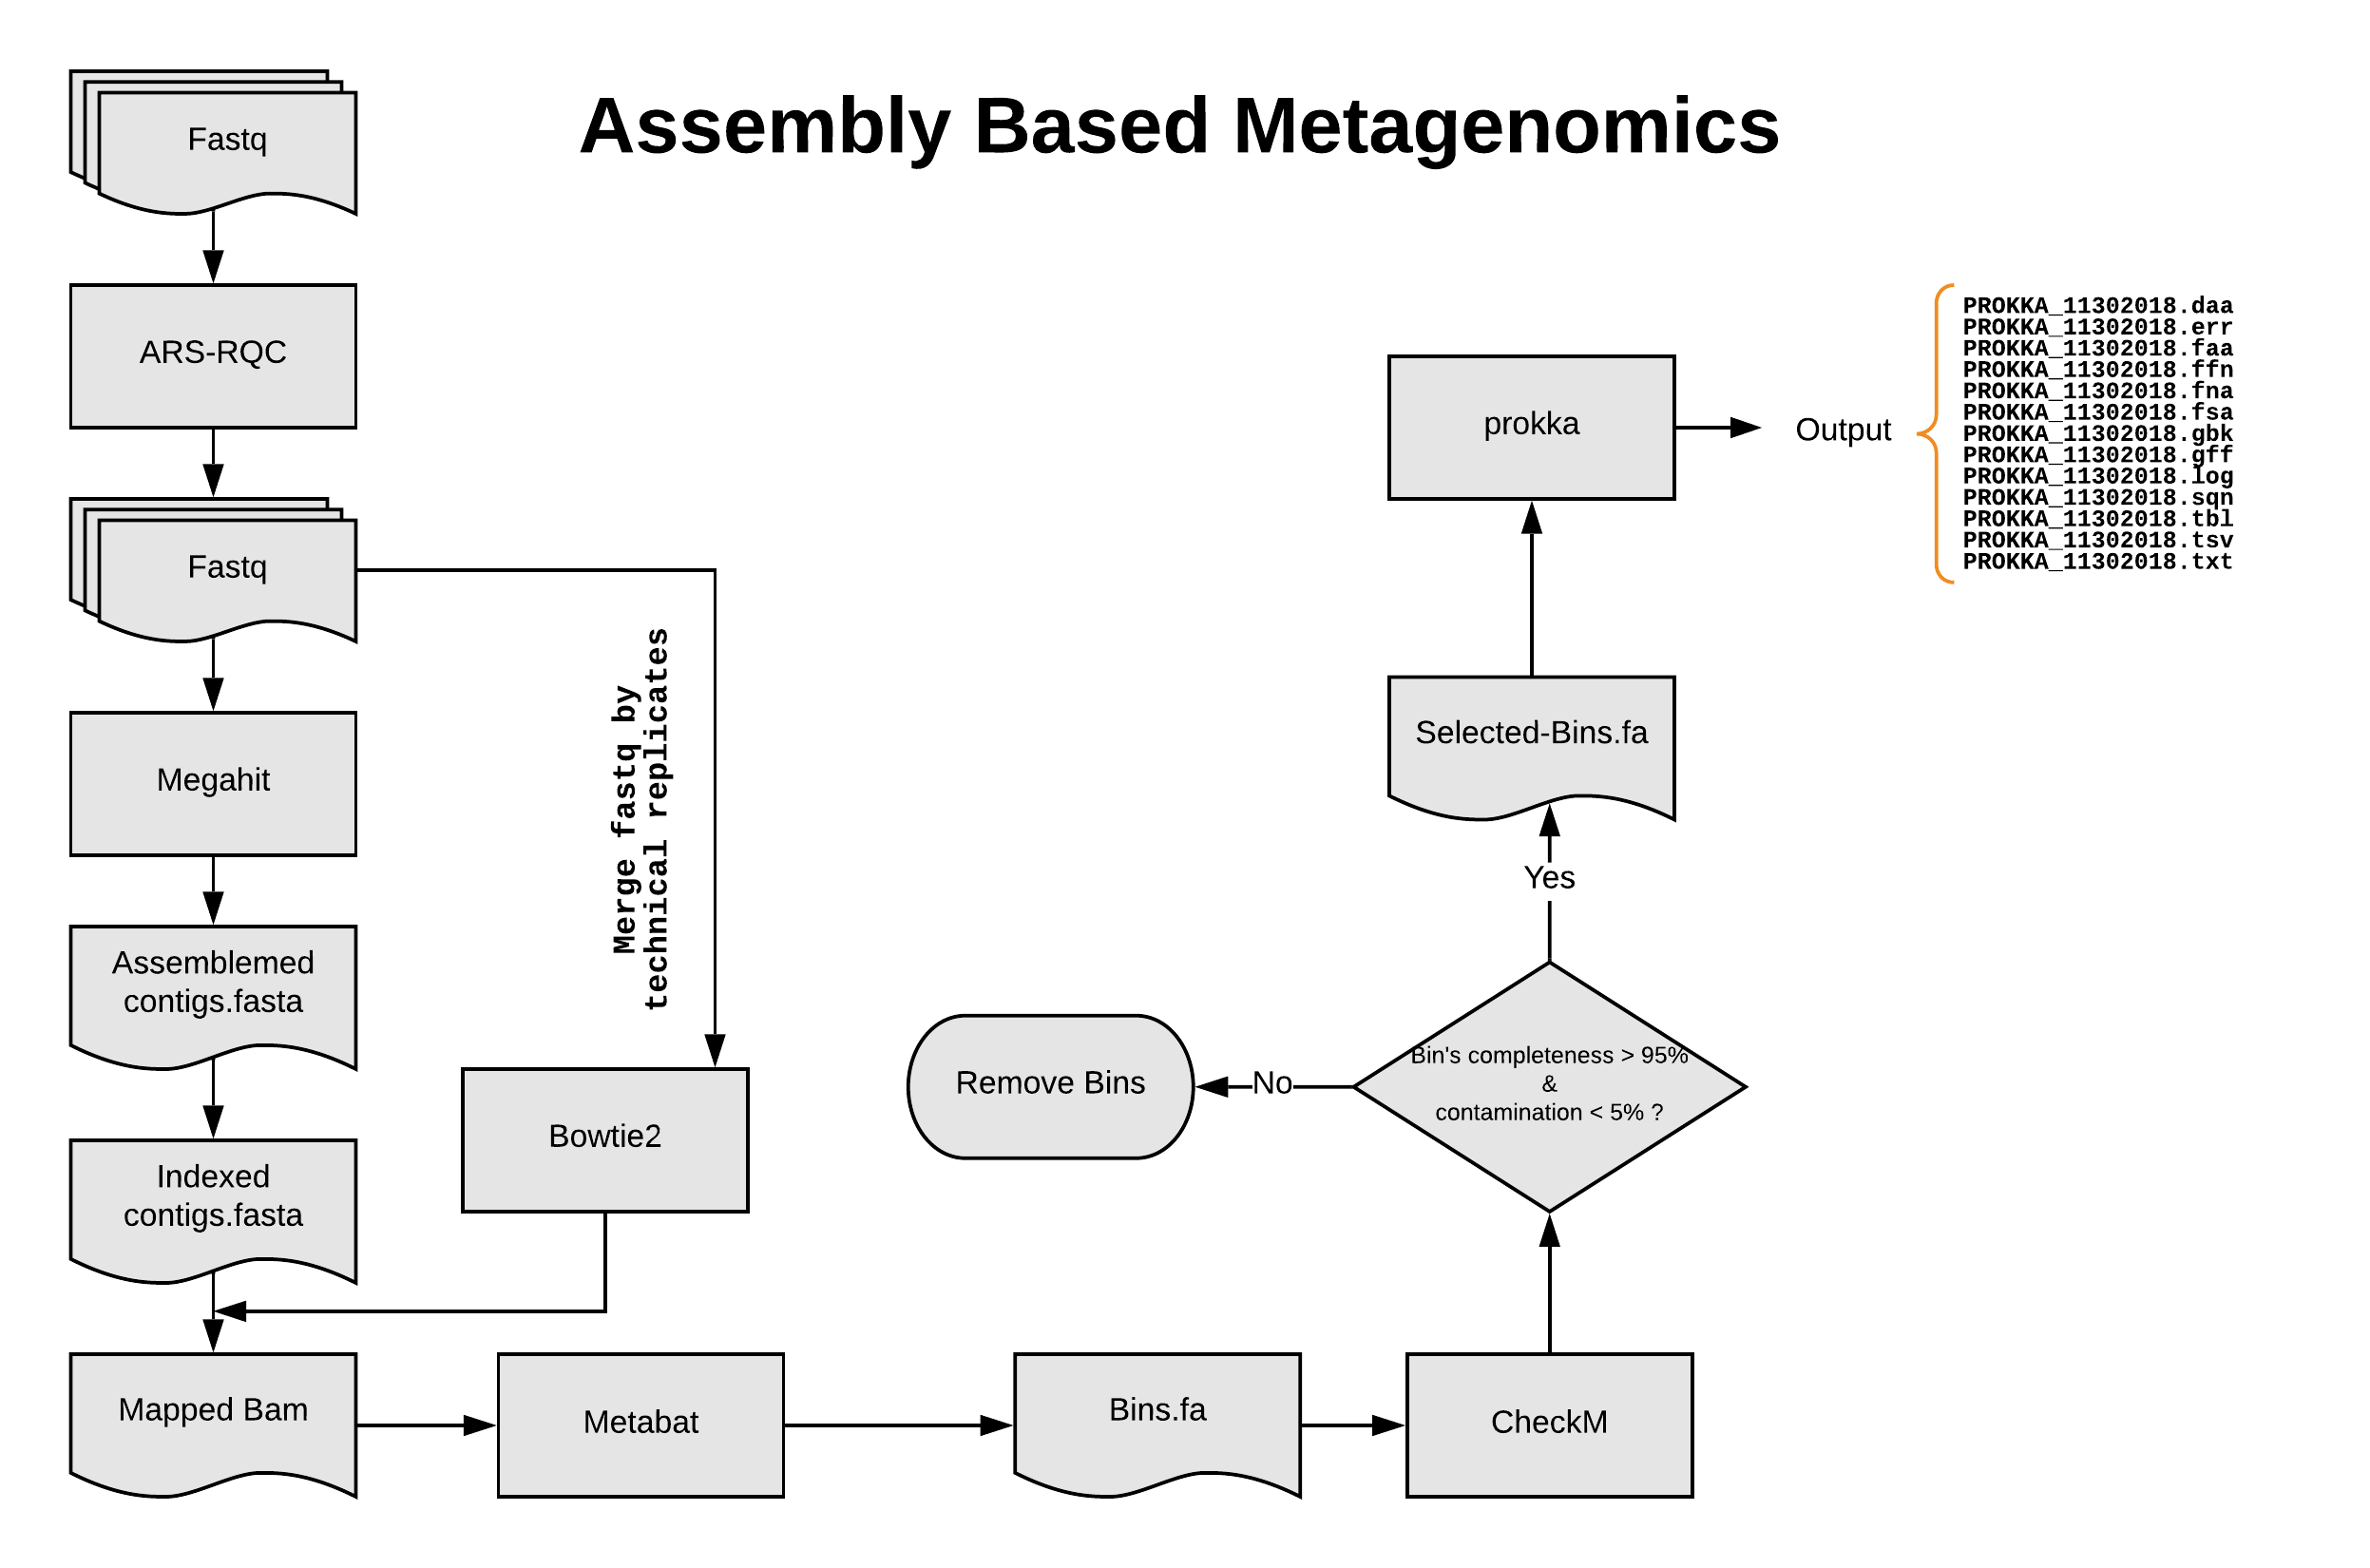 Assembly Based Metagenomics
Fastq
ARS-RQC
Fastq
Merge fastq by
technical replicates
Megahit
Assemblemed
contigs.fasta
Indexed
contigs.fasta
Bowtie2
Mapped Bam
Metabat
Bins.fa
CheckM
Bin's completeness > 95%
&
contamination < 5% ?
No
Remove Bins
Yes
Selected-Bins.fa
prokka
Output
PROKKA_11302018.daa
PROKKA_11302018.err
PROKKA_11302018.faa
PROKKA_11302018.ffn
PROKKA_11302018.fna
PROKKA_11302018.fsa
PROKKA_11302018.gbk
PROKKA_11302018.gff
PROKKA_11302018.log
PROKKA_11302018.sqn
PROKKA_11302018.tbl
PROKKA_11302018.tsv
PROKKA_11302018.txt